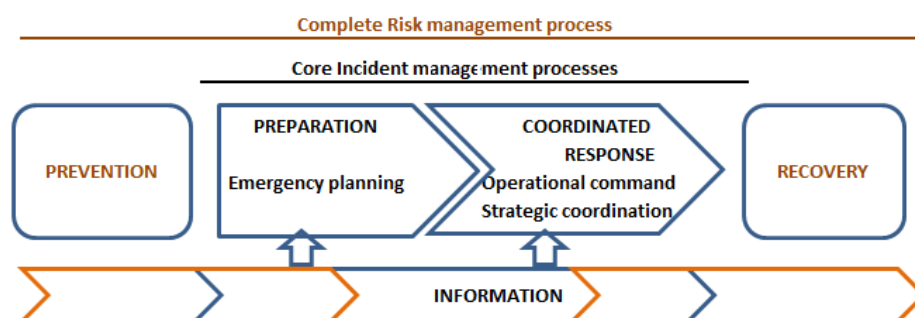 Complete Risk management process
Core Incident management processes
PREVENTION
PREPARATION
Emergency planning
COORDINATED
RESPONSE
Operational command
Strategic coordination
RECOVERY
INFORMATION